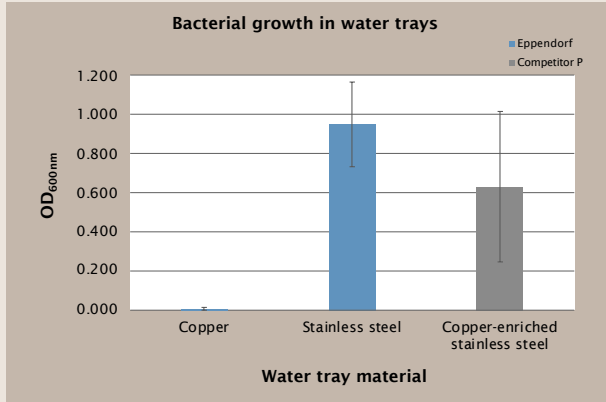 Bacterial growth in water trays
Eppendorf
Competitor P
1.200
1.000
0.800
0.600
0.400
0.200
0.000
OD600nm
Copper
Stainless steel
Copper-enriched
stainless steel
Water tray material